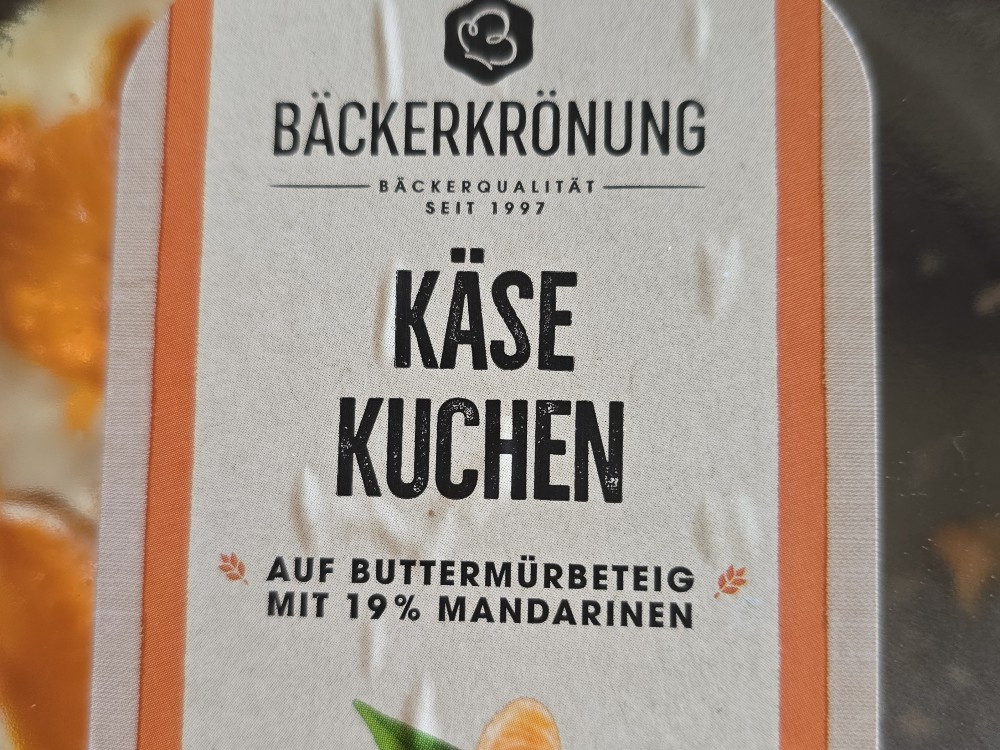 BÄCKERKRÖNUNG
BÄCKERQUALITÄT
SEIT 1997
KÄSE
KUCHEN
AUF BUTTERMÜRBETEIG
MIT 19% MANDARINEN